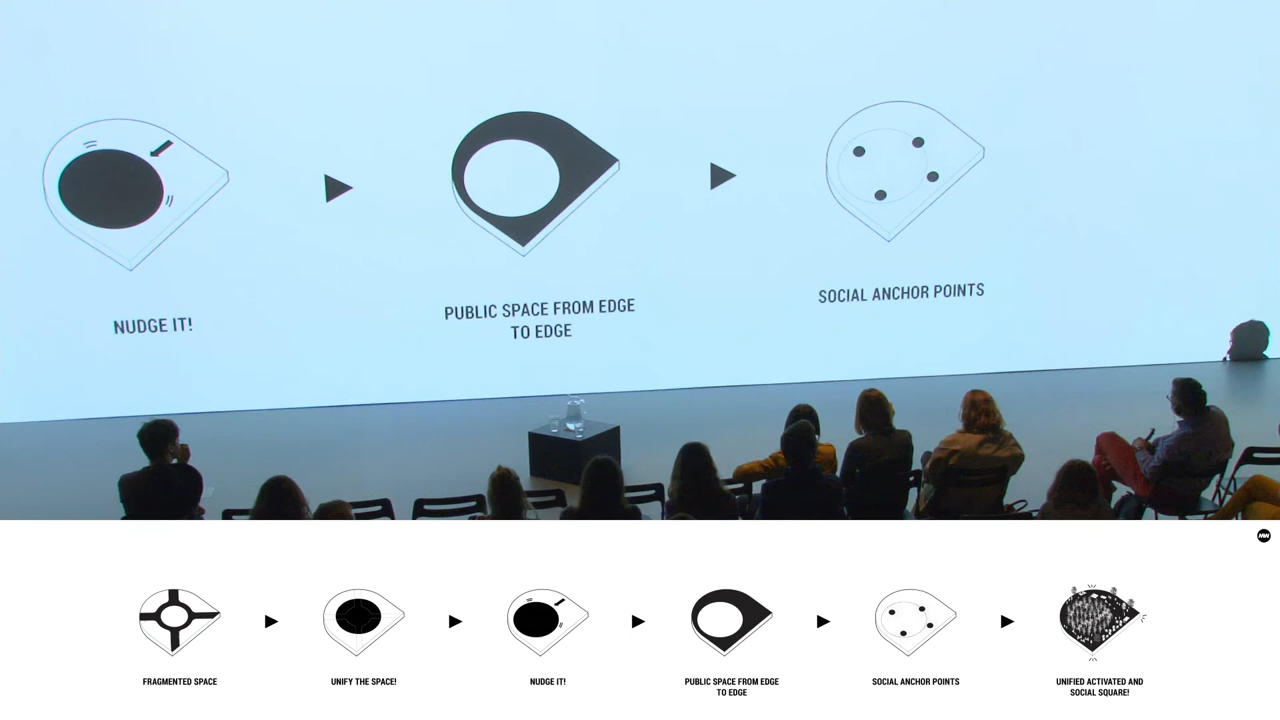 NUDGE IT!
PUBLIC SPACE FROM EDGE
TO EDGE
SOCIAL ANCHOR POINTS
MW
FRAGMENTED SPACE
UNIFY THE SPACE!
NUDGE IT!
PUBLIC SPACE FROM EDGE
TO EDGE
SOCIAL ANCHOR POINTS
UNIFIED ACTIVATED AND
SOCIAL SQUARE!